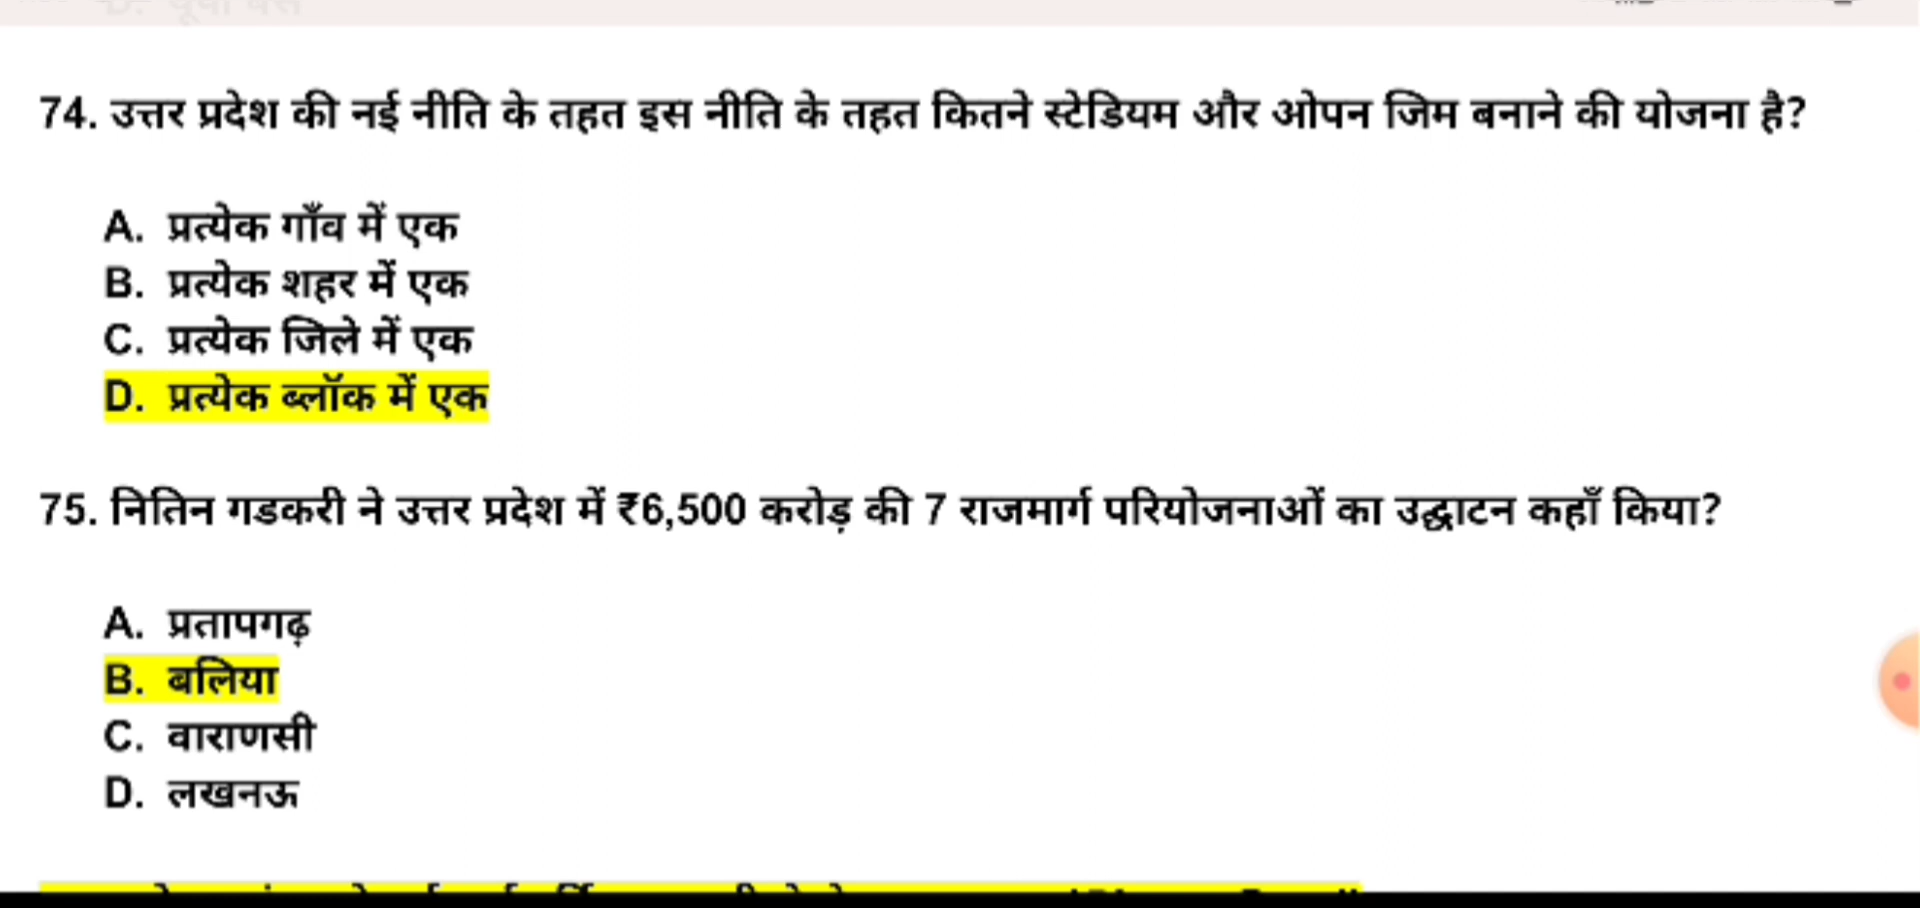 74. उत्तर प्रदेश की नई नीति के तहत इस नीति के तहत कितने स्टेडियम और ओपन जिम बनाने की योजना है?
A. प्रत्येक गाँव में एक
B. प्रत्येक शहर में एक
C. प्रत्येक जिले में एक
D. प्रत्येक ब्लॉक में एक
75. नितिन गडकरी ने उत्तर प्रदेश में ₹6,500 करोड़ की 7 राजमार्ग परियोजनाओं का उद्घाटन कहाँ किया?
A. प्रतापगढ़
B. बलिया
C. वाराणसी
D. लखनऊ